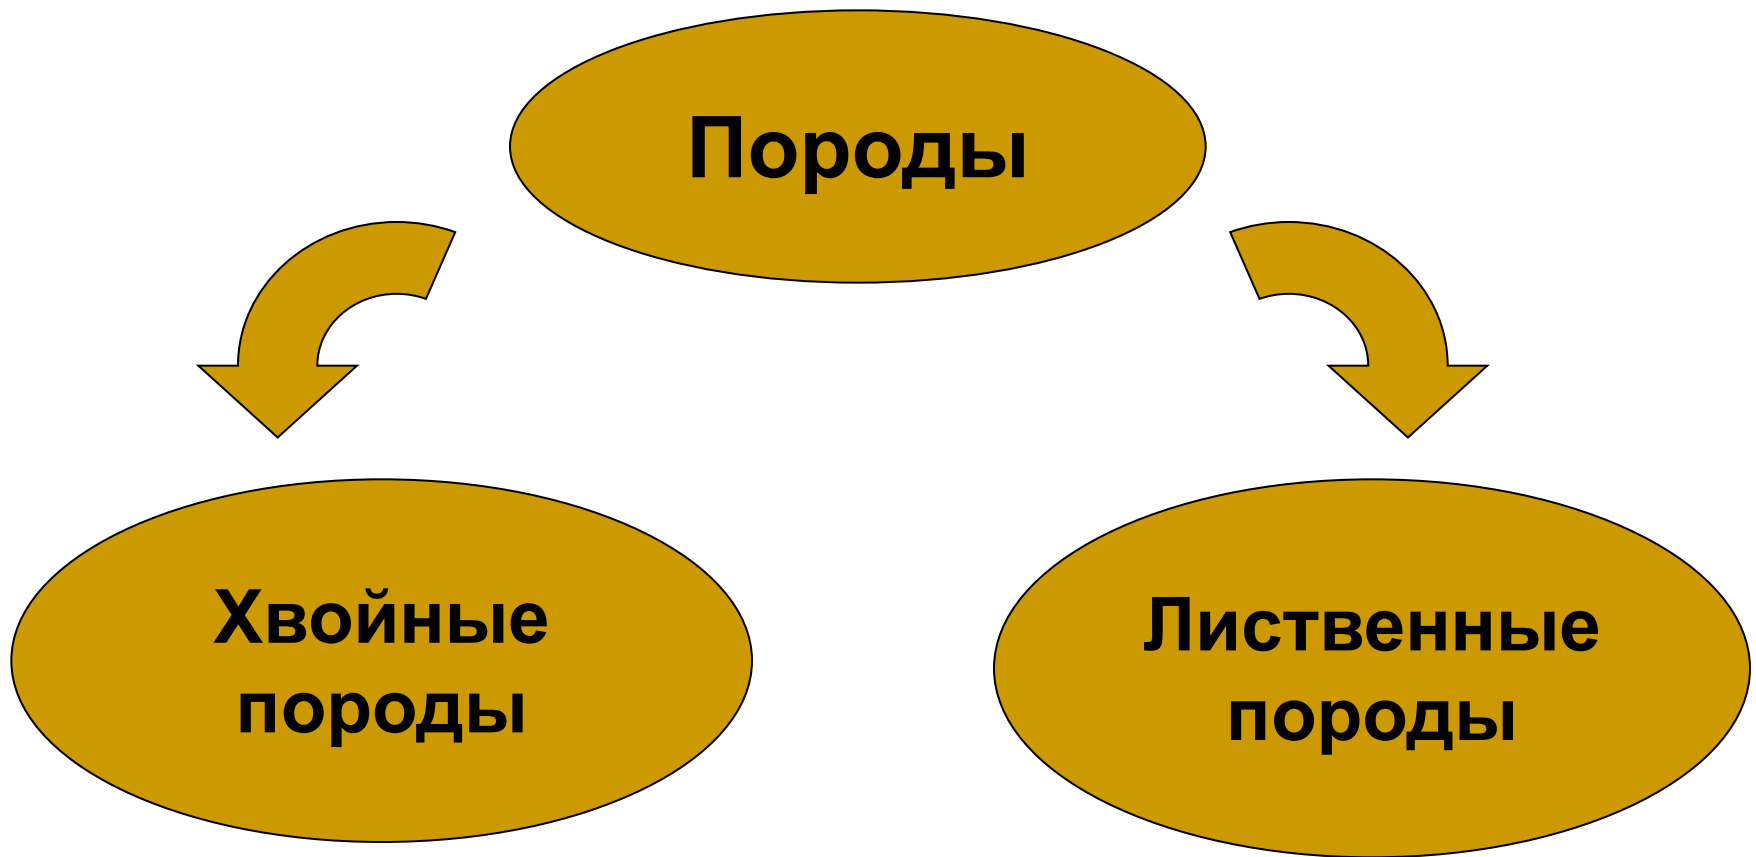 Породы
Хвойные
породы
Лиственные
породы